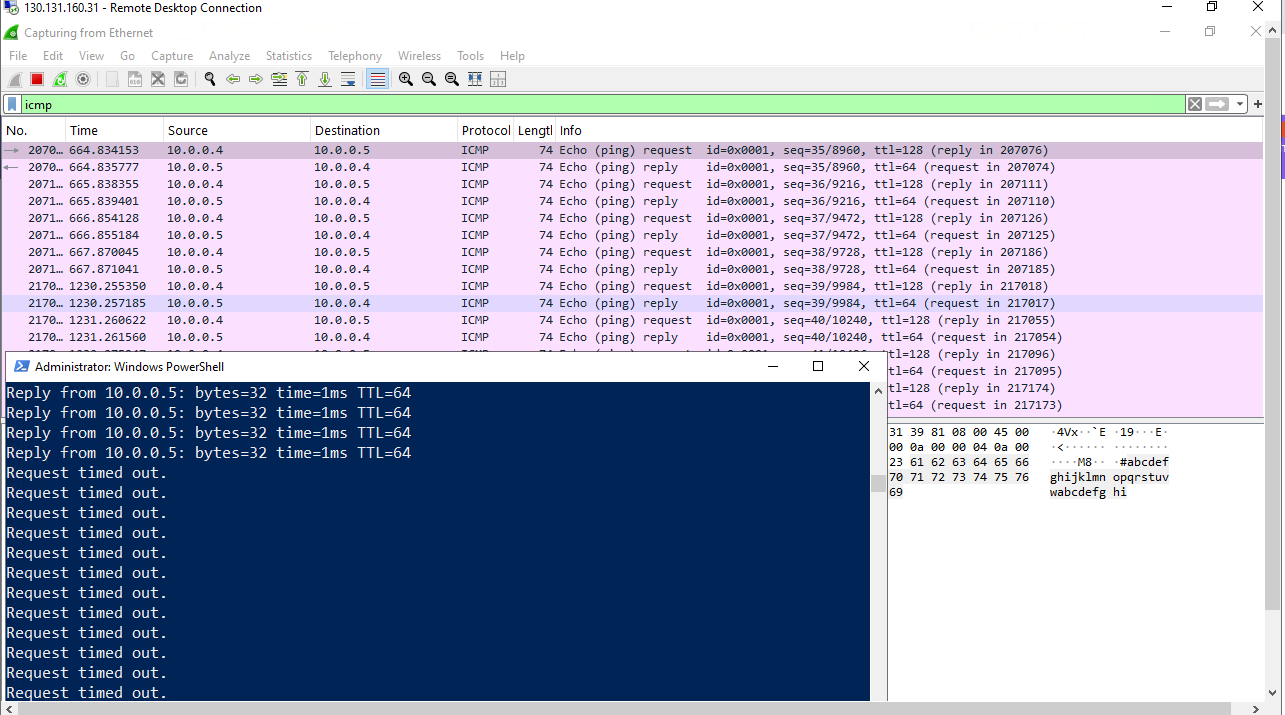 130.131.160.31 - Remote Desktop Connection
Capturing from Ethernet
File Edit View Go Capture Analyze Statistics Telephony Wireless Tools Help
icmp
No. Time Source Destination Protocol Lengtl Info
2070… 664.834153 10.0.0.4 10.0.0.5 ICMP 74 Echo (ping) request id=0x0001, seq=35/8960, ttl=128 (reply in 207076)
2070… 664.835777 10.0.0.5 10.0.0.4 ICMP 74 Echo (ping) reply id=0x0001, seq=35/8960, ttl=64 (request in 207074)
2071… 665.838355 10.0.0.4 10.0.0.5 ICMP 74 Echo (ping) request id=0x0001, seq=36/9216, ttl=128 (reply in 207111)
2071… 665.839401 10.0.0.5 10.0.0.4 ICMP 74 Echo (ping) reply id=0x0001, seq=36/9216, ttl=64 (request in 207110)
2071… 666.854128 10.0.0.4 10.0.0.5 ICMP 74 Echo (ping) request id=0x0001, seq=37/9472, ttl=128 (reply in 207126)
2071… 666.855184 10.0.0.5 10.0.0.4 ICMP 74 Echo (ping) reply id=0x0001, seq=37/9472, ttl=64 (request in 207125)
2071… 667.870045 10.0.0.4 10.0.0.5 ICMP 74 Echo (ping) request id=0x0001, seq=38/9728, ttl=128 (reply in 207186)
2071… 667.871041 10.0.0.5 10.0.0.4 ICMP 74 Echo (ping) reply id=0x0001, seq=38/9728, ttl=64 (request in 207185)
2170… 1230.255350 10.0.0.4 10.0.0.5 ICMP 74 Echo (ping) request id=0x0001, seq=39/9984, ttl=128 (reply in 217018)
2170… 1230.257185 10.0.0.5 10.0.0.4 ICMP 74 Echo (ping) reply id=0x0001, seq=39/9984, ttl=64 (request in 217017)
2170… 1231.260622 10.0.0.4 10.0.0.5 ICMP 74 Echo (ping) request id=0x0001, seq=40/10240, ttl=128 (reply in 217055)
2170… 1231.261560 10.0.0.5 10.0.0.4 ICMP 74 Echo (ping) reply id=0x0001, seq=40/10240, ttl=64 (request in 217054)
ttl=128 (reply in 217096)
ttl=64 (request in 217095)
ttl=128 (reply in 217174)
ttl=64 (request in 217173)
Administrator: Windows PowerShell
Reply from 10.0.0.5: bytes=32 time=1ms TTL=64
Reply from 10.0.0.5: bytes=32 time=1ms TTL=64
Reply from 10.0.0.5: bytes=32 time=1ms TTL=64
Reply from 10.0.0.5: bytes=32 time=1ms TTL=64
Request timed out.
Request timed out.
Request timed out.
Request timed out.
Request timed out.
Request timed out.
Request timed out.
Request timed out.
Request timed out.
Request timed out.
Request timed out.
Request timed out.
31 39 81 08 00 45 00 ·4Vx··`E ·19···E·
00 0a 00 00 04 0a 00 ·<······ ········
23 61 62 63 64 65 66 ····M8·· ·#abcdef
70 71 72 73 74 75 76 ghijklmn opqrstuv
69 wabcdefg hi